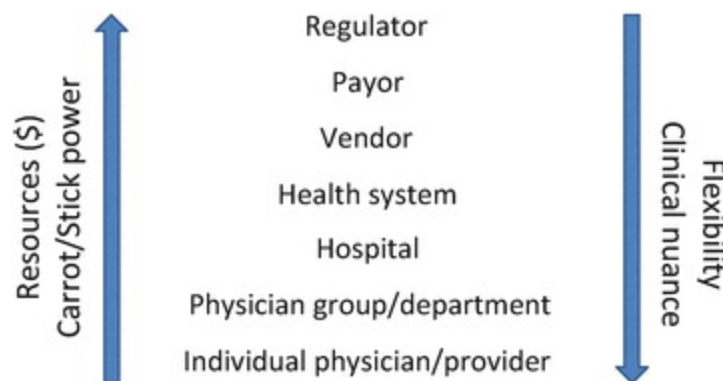 Resources ($)
Carrot/Stick power
Regulator
Payor
Vendor
Health system
Hospital
Physician group/department
Individual physician/provider
Flexibility
Clinical nuance